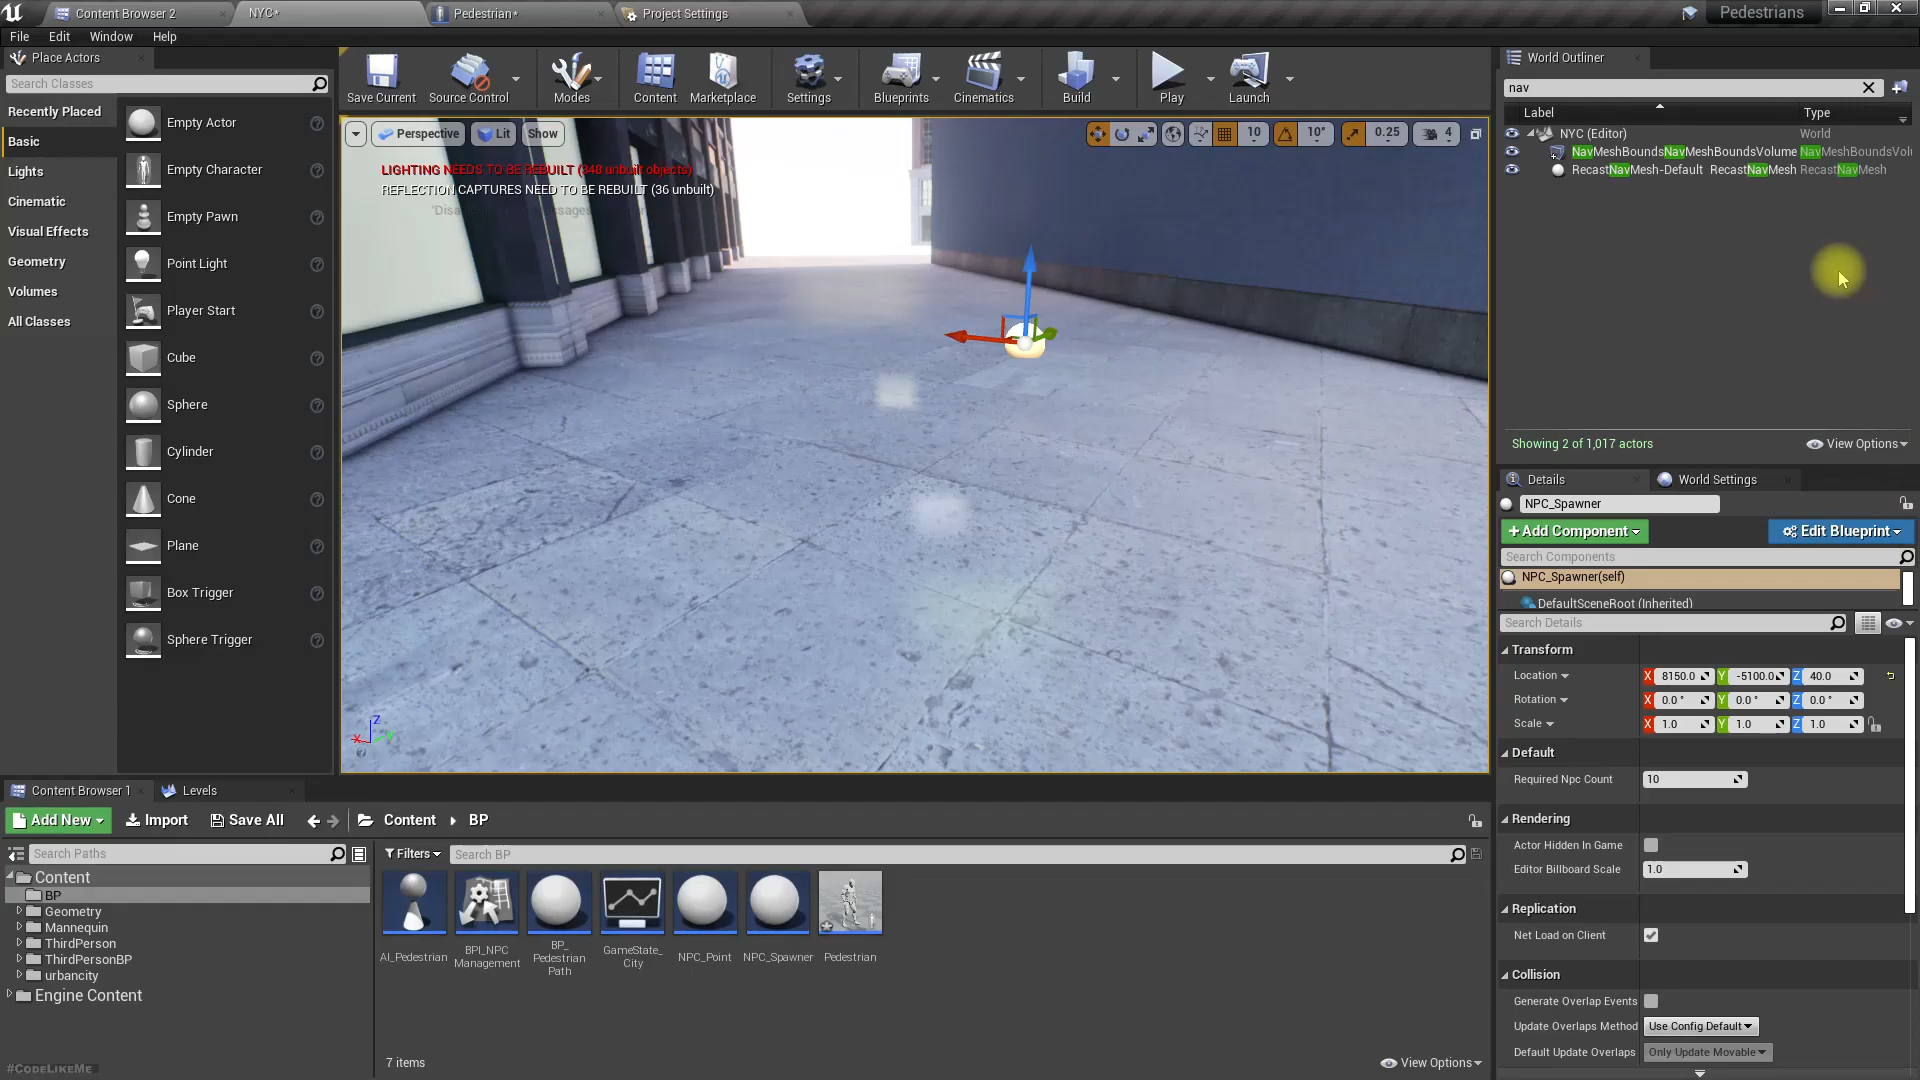 Content Browser 2
NYC*
Pedestrian*
Project Settings
Pedestrians
File Edit Window Help
Place Actors
Search Classes
Recently Placed
Basic
Lights
Cinematic
Visual Effects
Geometry
Volumes
All Classes
Empty Actor
Empty Character
Empty Pawn
Point Light
Player Start
Cube
Sphere
Cylinder
Cone
Plane
Box Trigger
Sphere Trigger
Save Current Source Control Modes Content Marketplace Settings Blueprints Cinematics Build Play Launch
Perspective Lit Show
10 10° 0.25 4
LIGHTING NEEDS TO BE REBUILT (348 unbuilt objects)
REFLECTION CAPTURES NEED TO BE REBUILT (36 unbuilt)
Z
X
World Outliner
nav
Label Type
NYC (Editor) World
NavMeshBoundsNavMeshBoundsVolume NavMeshBoundsVolu
RecastNavMesh-Default RecastNavMesh RecastNavMesh
Showing 2 of 1,017 actors
View Options
Details World Settings
NPC_Spawner
+Add Component Edit Blueprint
Search Components
NPC_Spawner(self)
DefaultSceneRoot (Inherited)
Search Details
Transform
Location X 8150.0 Y -5100.0 Z 40.0
Rotation X 0.0 ° Y 0.0 ° Z 0.0 °
Scale X 1.0 Y 1.0 Z 1.0
Default
Required Npc Count 10
Rendering
Actor Hidden In Game
Editor Billboard Scale 1.0
Replication
Net Load on Client
Collision
Generate Overlap Events
Update Overlaps Method Use Config Default
Default Update Overlaps Only Update Movable
Content Browser 1 Levels
Add New Import Save All Content BP
Search Paths
Content
BP
Geometry
Mannequin
ThirdPerson
ThirdPersonBP
urbancity
Engine Content
Filters Search BP
AI_Pedestrian
BPI_NPC
Management
BP_
Pedestrian
Path
GameState_
City
NPC_Point
NPC_Spawner
Pedestrian
7 items
View Options
#CODELIKEME